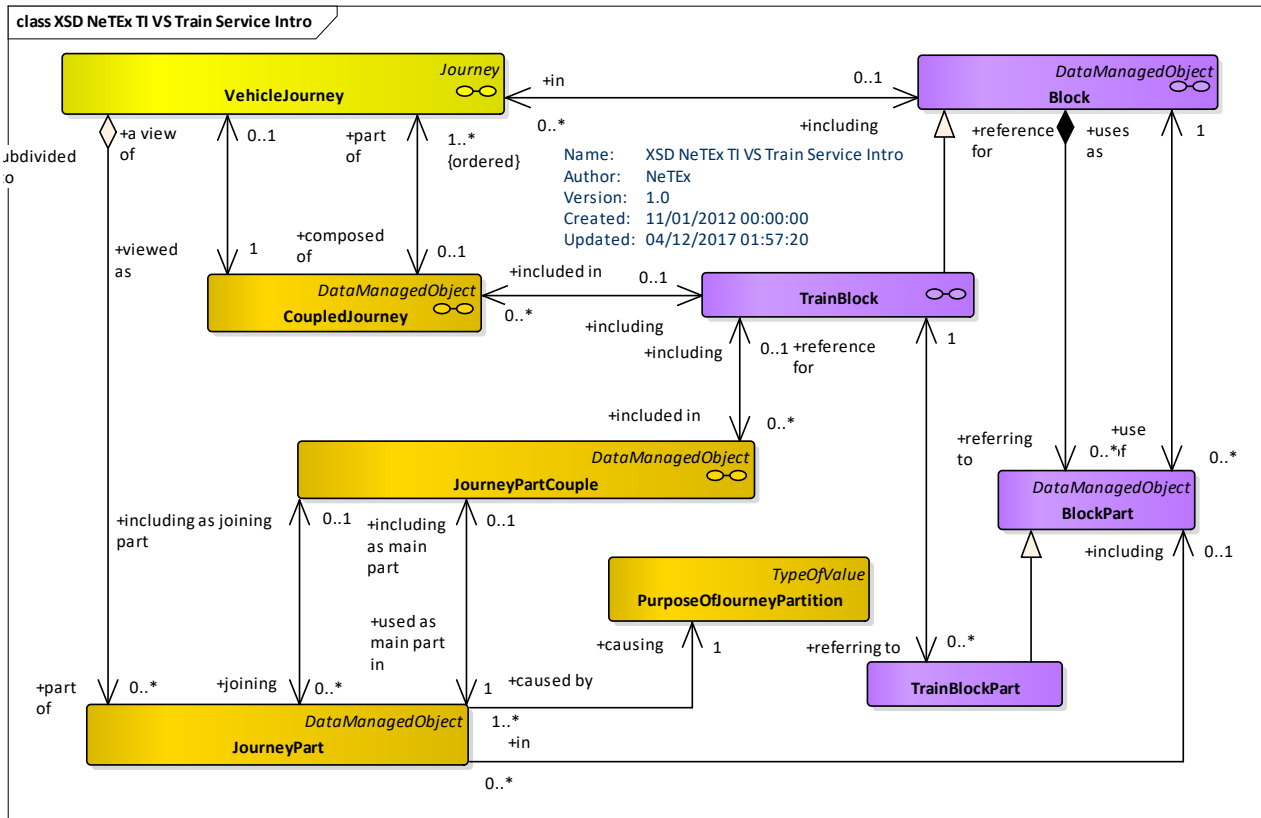 class XSD NeTEx TI VS Train Service Intro
Journey
VehicleJourney
DataManagedObject
Block
+in
0..1
0..*
+including
+a view
of
0..1
+part
of
1..*
{ordered}
+reference
for
+uses
as
1
ubdivided
Name: XSD NeTEx TI VS Train Service Intro
Author: NeTEx
Version: 1.0
Created: 11/01/2012 00:00:00
Updated: 04/12/2017 01:57:20
+viewed
as
1
+composed
of
0..1
DataManagedObject
CoupledJourney
+included in
0..1
0..*
+including
TrainBlock
+including
0..1
+reference
for
1
+included in
0..*
+referring
to
0..*
+use
0..*
DataManagedObject
JourneyPartCouple
DataManagedObject
BlockPart
+including as joining
part
0..1
+including
as main
part
0..1
+including
0..1
TypeOfValue
PurposeOfJourneyPartition
+used as
main part
in
+causing
1
+referring to
0..*
TrainBlockPart
+part
of
0..*
+joining
0..*
1
+caused by
DataManagedObject
JourneyPart
1..*
+in
0..*